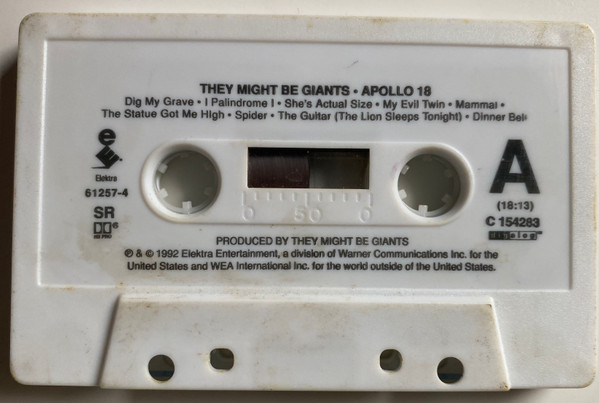 THEY MIGHT BE GIANTS • APOLLO 18
Dig My Grave • I Palindrome I • She's Actual Size • My Evil Twin • Mammal •
The Statue Got Me High • Spider • The Guitar (The Lion Sleeps Tonight) • Dinner Bell
e
Elektra
61257-4
SR
A
(18:13)
C 154283
0 50 0
PRODUCED BY THEY MIGHT BE GIANTS
℗ & © 1992 Elektra Entertainment, a division of Warner Communications Inc. for the
United States and WEA International Inc. for the world outside of the United States.